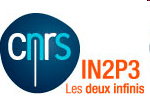 cnrs
IN2P3
Les deux infinis